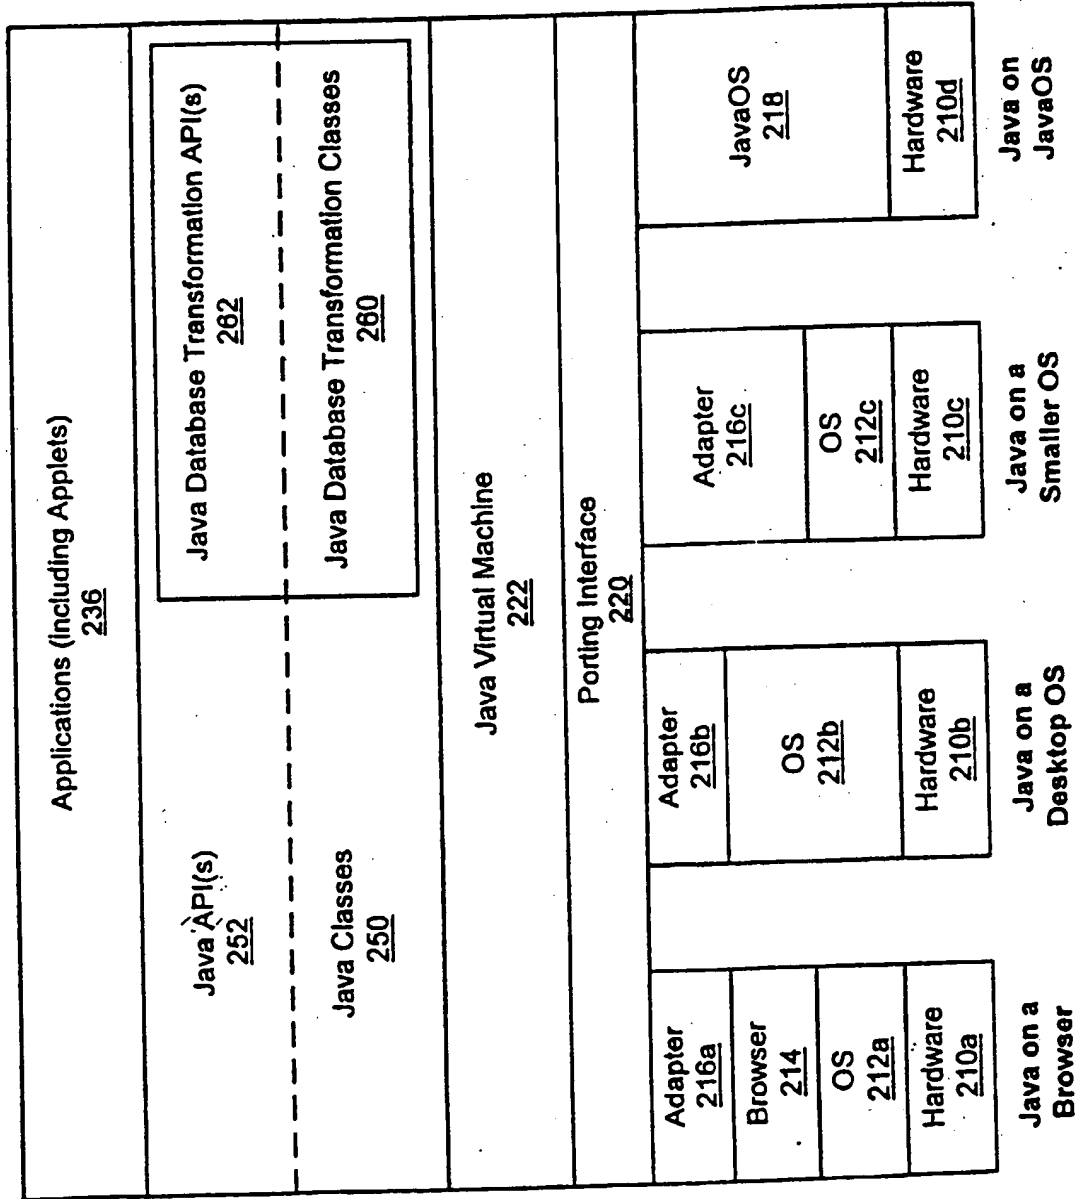 Applications (including Applets)
236
Java API(s)
252
Java Database Transformation API(s)
262
Java Classes
250
Java Database Transformation Classes
260
Java Virtual Machine
222
Porting Interface
220
Adapter
216a
Browser
214
OS
212a
Hardware
210a
Java on a
Browser
Adapter
216b
OS
212b
Hardware
210b
Java on a
Desktop OS
Adapter
216c
OS
212c
Hardware
210c
Java on a
Smaller OS
JavaOS
218
Hardware
210d
Java on
JavaOS